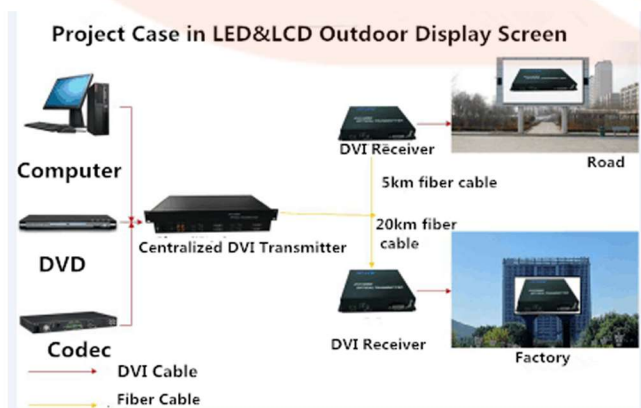 Project Case in LED&LCD Outdoor Display Screen
Computer
DVD
Codec
Centralized DVI Transmitter
DVI Receiver
5km fiber cable
20km fiber
cable
DVI Receiver
Road
Factory
DVI Cable
Fiber Cable